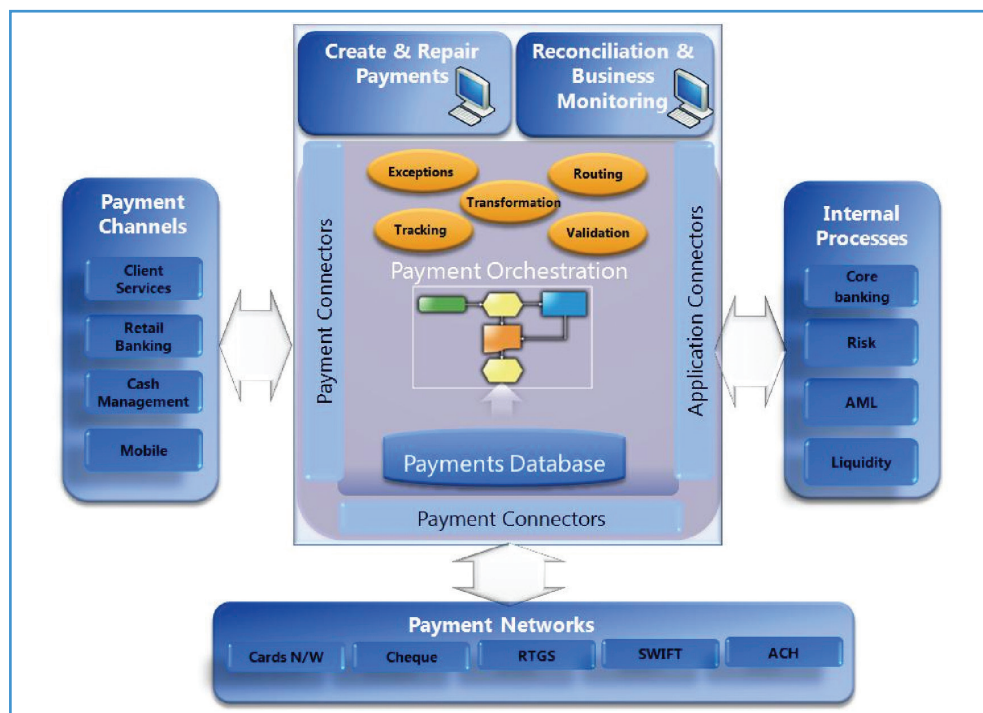 Create & Repair
Payments
Reconciliation &
Business
Monitoring
Payment
Channels
Client
Services
Retail
Banking
Cash
Management
Mobile
Payment Connectors
Exceptions
Routing
Transformation
Tracking
Validation
Payment Orchestration
Payments Database
Payment Connectors
Application Connectors
Internal
Processes
Core
banking
Risk
AML
Liquidity
Payment Networks
Cards N/W
Cheque
RTGS
SWIFT
ACH